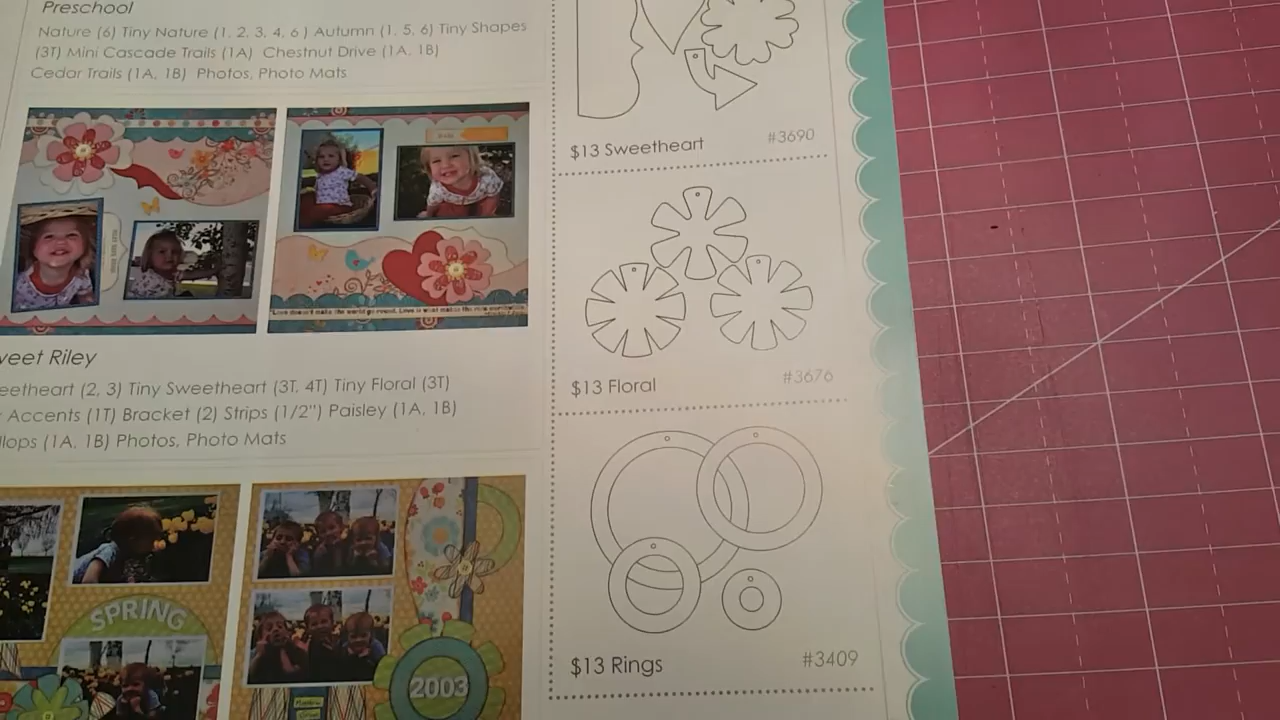 Preschool
Nature (6) Tiny Nature (1, 2, 3, 4, 6 ) Autumn (1, 5, 6) Tiny Shapes
(3T) Mini Cascade Trails (1A) Chestnut Drive (1A, 1B)
Cedar Trails (1A, 1B) Photos, Photo Mats
weet Riley
eetheart (2, 3) Tiny Sweetheart (3T, 4T) Tiny Floral (3T)
Accents (1T) Bracket (2) Strips (1/2") Paisley (1A, 1B)
llops (1A, 1B) Photos, Photo Mats
SPRING
2003
$13 Sweetheart #3690
$13 Floral #3676
$13 Rings #3409